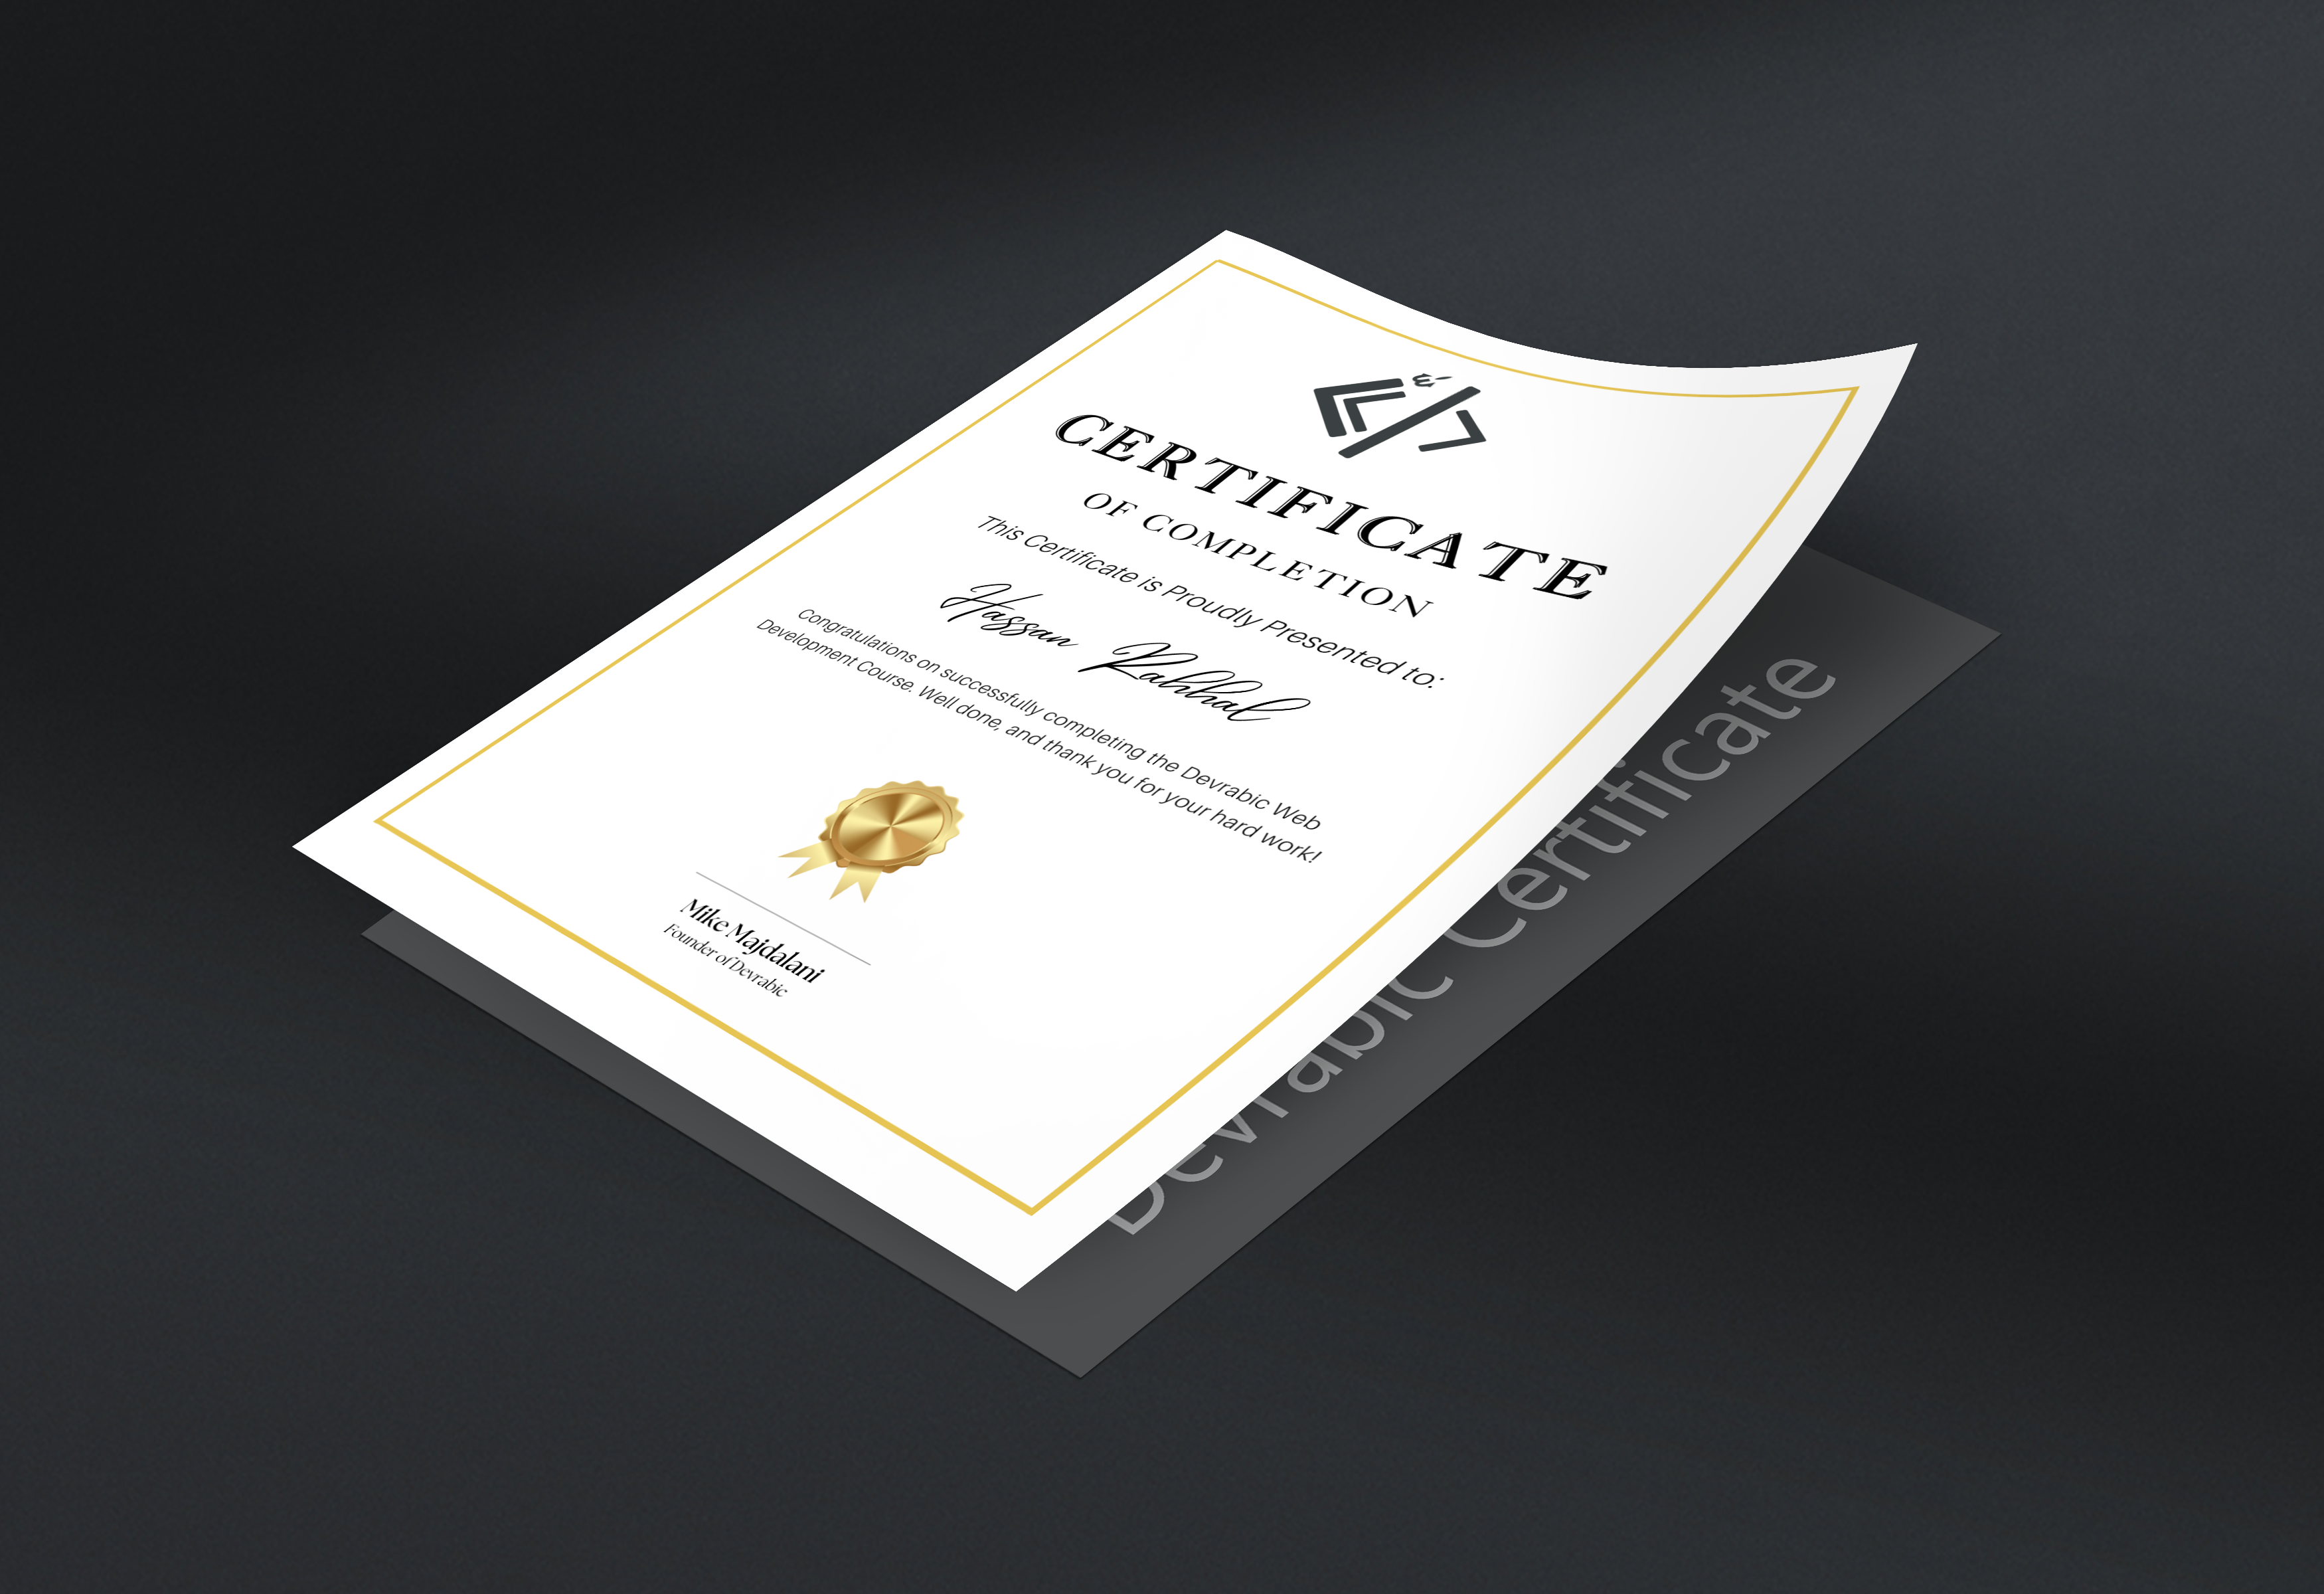 CERTIFICATE
OF COMPLETION
This Certificate is Proudly Presented to:
Hassan Rahhal
Congratulations on successfully completing the Devrabic Web
Development Course. Well done, and thank you for your hard work!
Mike Majdalani
Founder of Devrabic
Devrabic Certificate